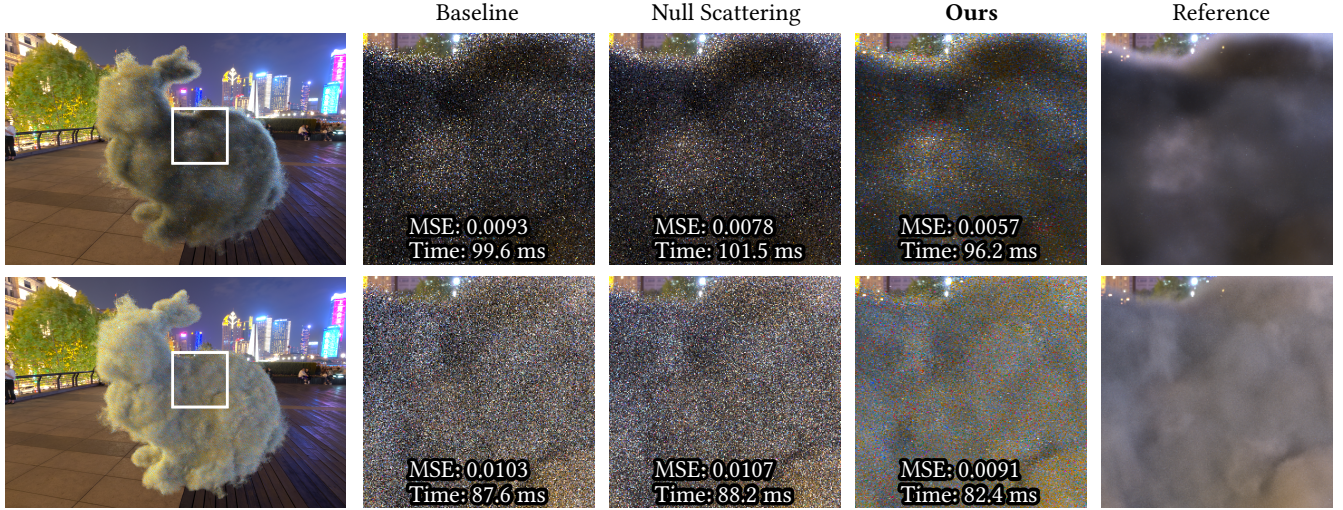 Baseline
Null Scattering
Ours
Reference
MSE: 0.0093
Time: 99.6 ms
MSE: 0.0078
Time: 101.5 ms
MSE: 0.0057
Time: 96.2 ms
MSE: 0.0103
Time: 87.6 ms
MSE: 0.0107
Time: 88.2 ms
MSE: 0.0091
Time: 82.4 ms